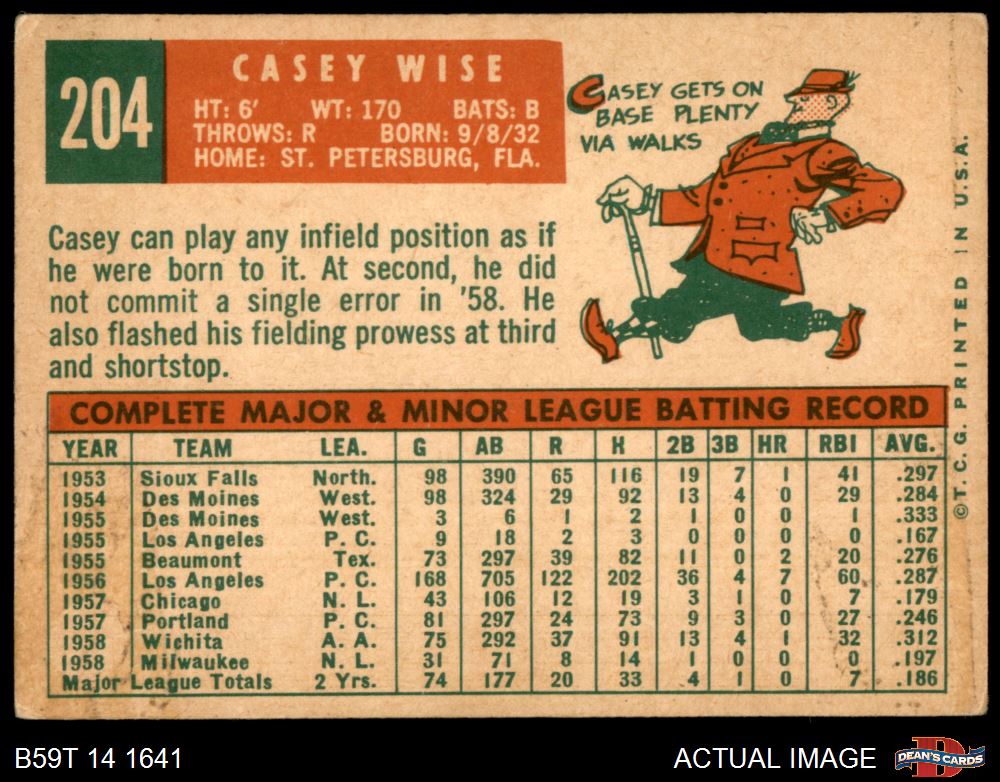 204
CASEY WISE
HT: 6' WT: 170 BATS: B
THROWS: R BORN: 9/8/32
HOME: ST. PETERSBURG, FLA.
CASEY GETS ON
BASE PLENTY
VIA WALKS
Casey can play any infield position as if
he were born to it. At second, he did
not commit a single error in '58. He
also flashed his fielding prowess at third
and shortstop.
COMPLETE MAJOR & MINOR LEAGUE BATTING RECORD
YEAR TEAM LEA. G AB R H 2B 3B HR RBI AVG.
1953 Sioux Falls North. 98 390 65 116 19 7 1 41 .297
1954 Des Moines West. 98 324 29 92 13 4 0 29 .284
1955 Des Moines West. 3 6 1 2 1 0 0 1 .333
1955 Los Angeles P. C. 9 18 2 3 0 0 0 0 .167
1955 Beaumont Tex. 73 297 39 82 11 0 2 20 .276
1956 Los Angeles P. C. 168 705 122 202 36 4 7 60 .287
1957 Chicago N. L. 43 106 12 19 3 1 0 7 .179
1957 Portland P. C. 81 297 24 73 9 3 0 27 .246
1958 Wichita A. A. 75 292 37 91 13 4 1 32 .312
1958 Milwaukee N. L. 31 71 8 14 1 0 0 0 .197
Major League Totals 2 Yrs. 74 177 20 33 4 1 0 7 .186
©T. C. G. PRINTED IN U.S.A.
B59T 14 1641
ACTUAL IMAGE
D
DEAN'S CARDS